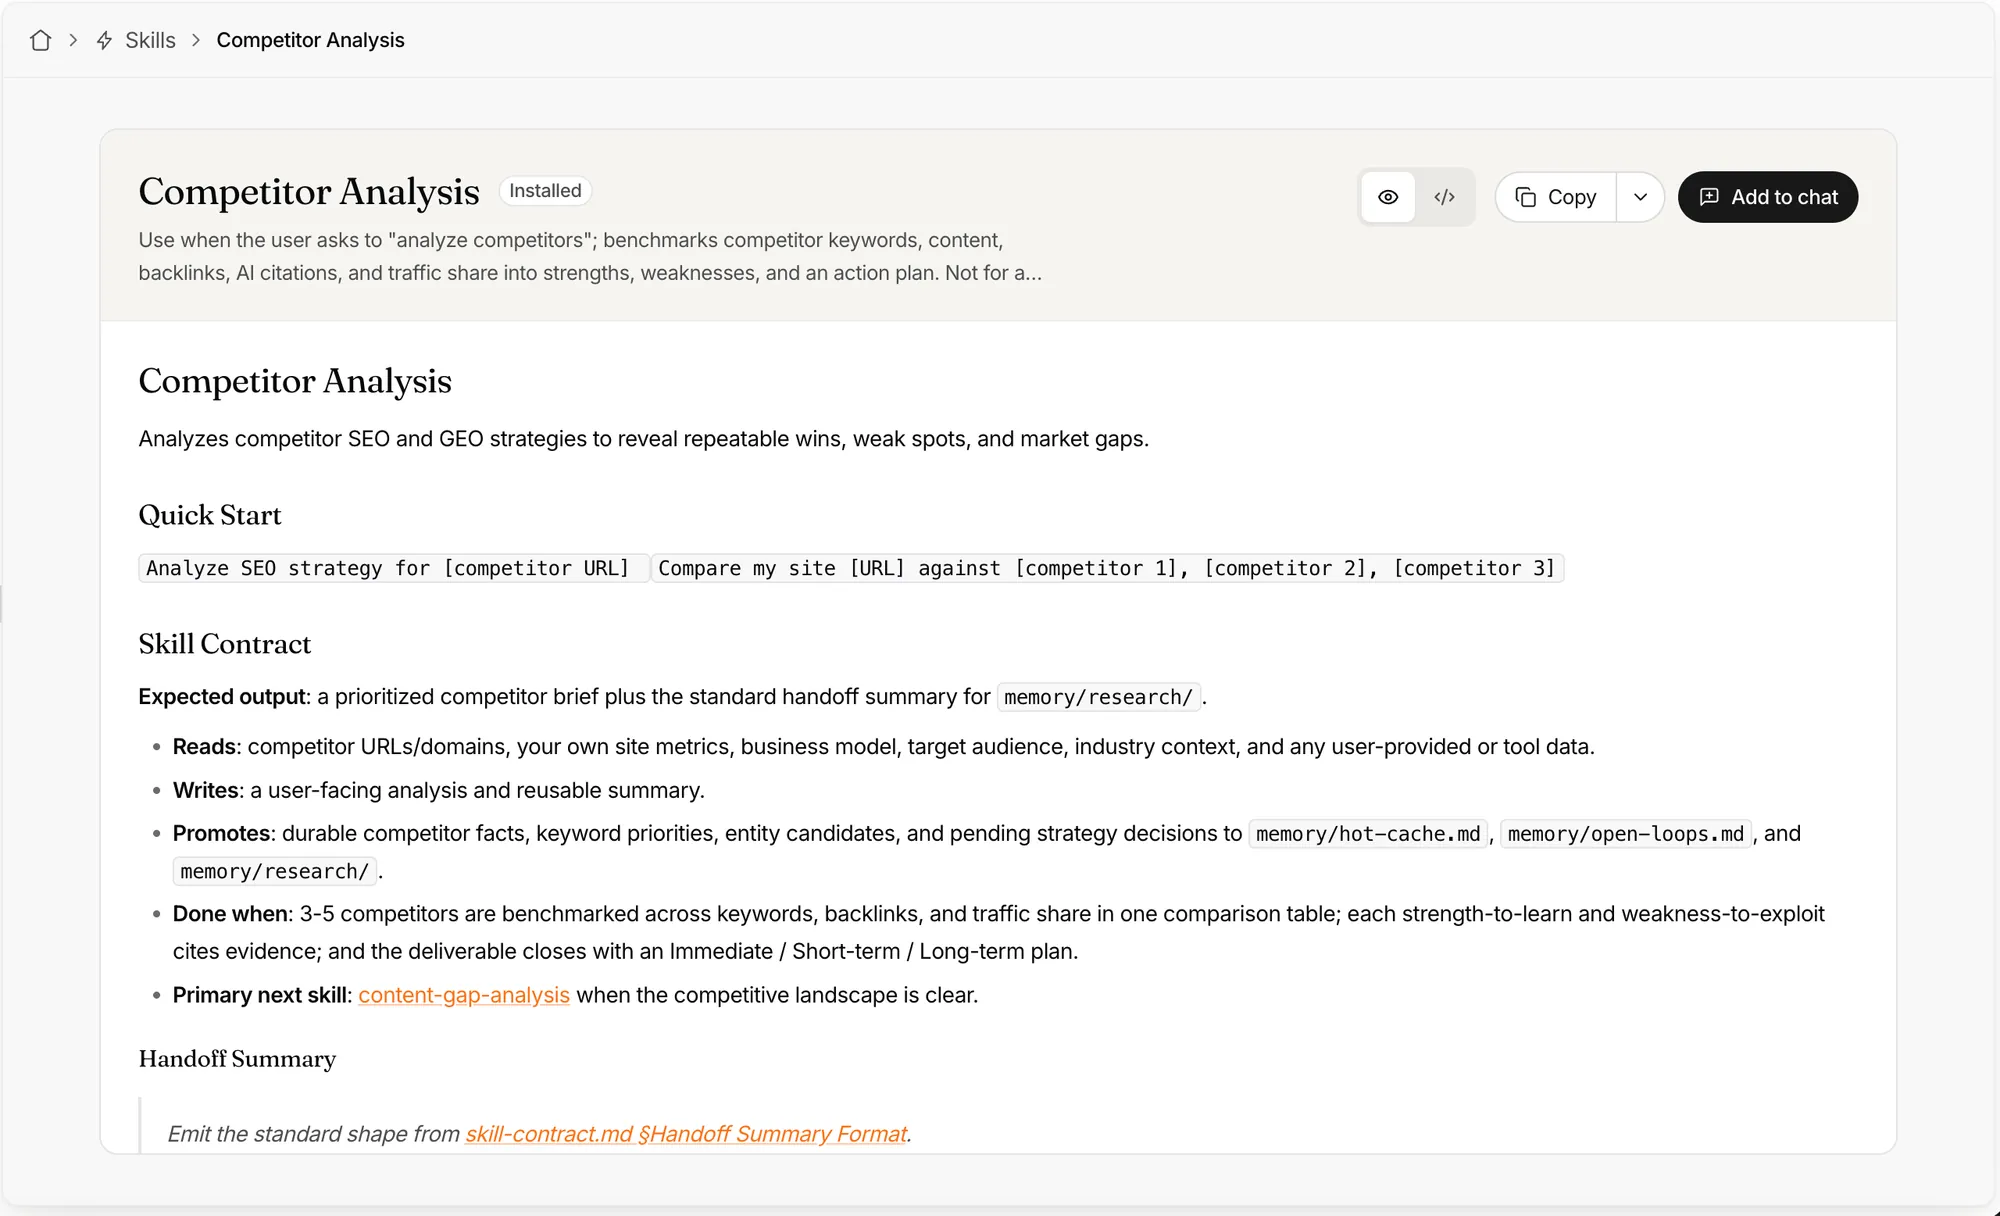 Skills
Competitor Analysis
Competitor Analysis
Installed
Copy
Add to chat
Use when the user asks to "analyze competitors"; benchmarks competitor keywords, content,
backlinks, AI citations, and traffic share into strengths, weaknesses, and an action plan. Not for a...
Competitor Analysis
Analyzes competitor SEO and GEO strategies to reveal repeatable wins, weak spots, and market gaps.
Quick Start
Analyze SEO strategy for [competitor URL] Compare my site [URL] against [competitor 1], [competitor 2], [competitor 3]
Skill Contract
Expected output: a prioritized competitor brief plus the standard handoff summary for memory/research/.
• Reads: competitor URLs/domains, your own site metrics, business model, target audience, industry context, and any user-provided or tool data.
• Writes: a user-facing analysis and reusable summary.
• Promotes: durable competitor facts, keyword priorities, entity candidates, and pending strategy decisions to memory/hot-cache.md, memory/open-loops.md, and
memory/research/.
• Done when: 3-5 competitors are benchmarked across keywords, backlinks, and traffic share in one comparison table; each strength-to-learn and weakness-to-exploit
cites evidence; and the deliverable closes with an Immediate / Short-term / Long-term plan.
• Primary next skill: content-gap-analysis when the competitive landscape is clear.
Handoff Summary
Emit the standard shape from skill-contract.md §Handoff Summary Format.